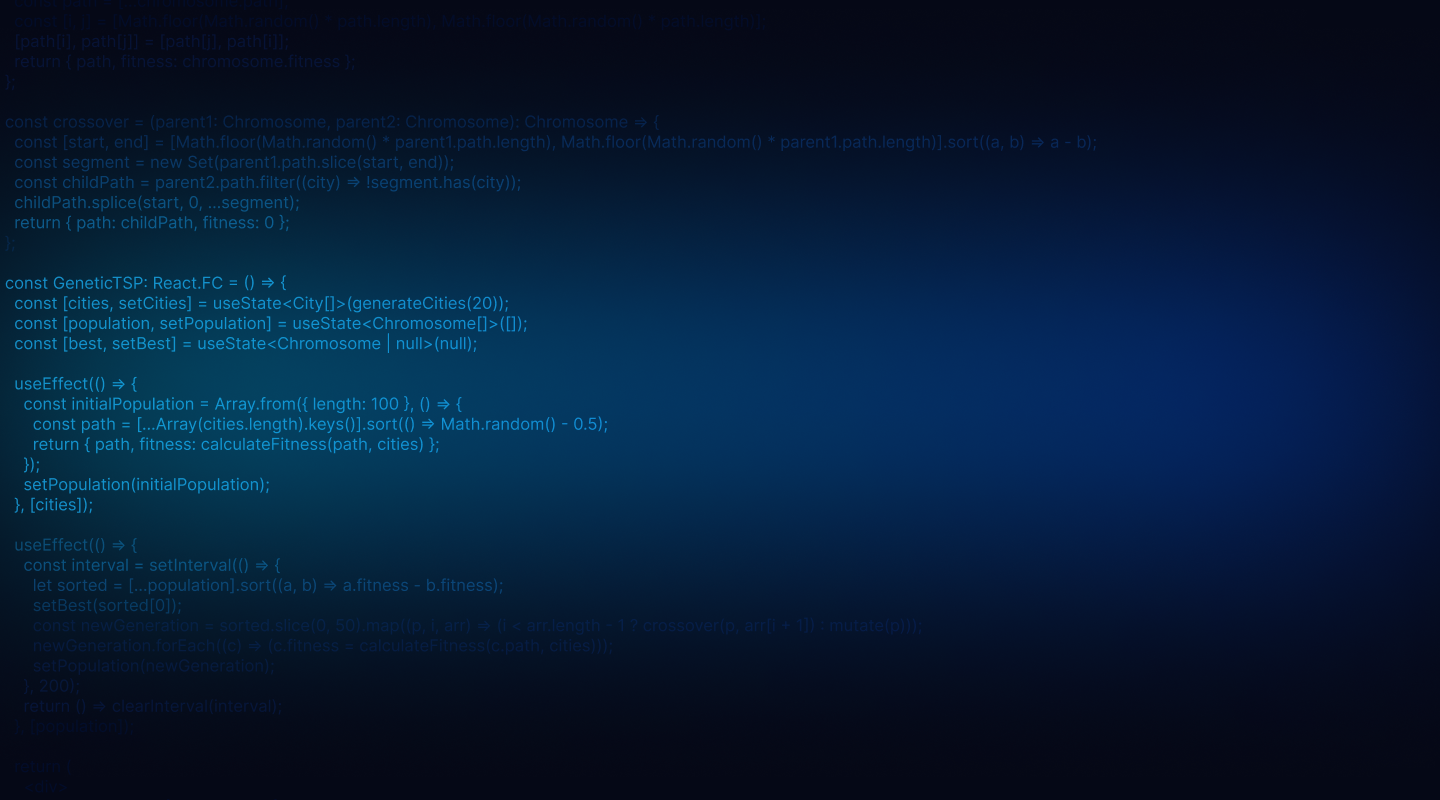 [path[i], path[j]] = [path[j], path[i]];
return { path, fitness: chromosome.fitness };
};
const crossover = (parent1: Chromosome, parent2: Chromosome): Chromosome => {
const [start, end] = [Math.floor(Math.random() * parent1.path.length), Math.floor(Math.random() * parent1.path.length)].sort((a, b) => a - b);
const segment = new Set(parent1.path.slice(start, end));
const childPath = parent2.path.filter((city) => !segment.has(city));
childPath.splice(start, 0, ...segment);
return { path: childPath, fitness: 0 };
};
const GeneticTSP: React.FC = () => {
const [cities, setCities] = useState<City[]>(generateCities(20));
const [population, setPopulation] = useState<Chromosome[]>([]);
const [best, setBest] = useState<Chromosome | null>(null);
useEffect(() => {
const initialPopulation = Array.from({ length: 100 }, () => {
const path = [...Array(cities.length).keys()].sort(() => Math.random() - 0.5);
return { path, fitness: calculateFitness(path, cities) };
});
setPopulation(initialPopulation);
}, [cities]);
useEffect(() => {
const interval = setInterval(() => {
let sorted = [...population].sort((a, b) => a.fitness - b.fitness);
setBest(sorted[0]);
const newGeneration = sorted.slice(0, 50).map((p, i, arr) => (i < arr.length - 1 ? crossover(p, arr[i + 1]) : mutate(p)));
newGeneration.forEach((c) => (c.fitness = calculateFitness(c.path, cities)));
setPopulation(newGeneration);
}, 200);
return () => clearInterval(interval);
}, [population]);